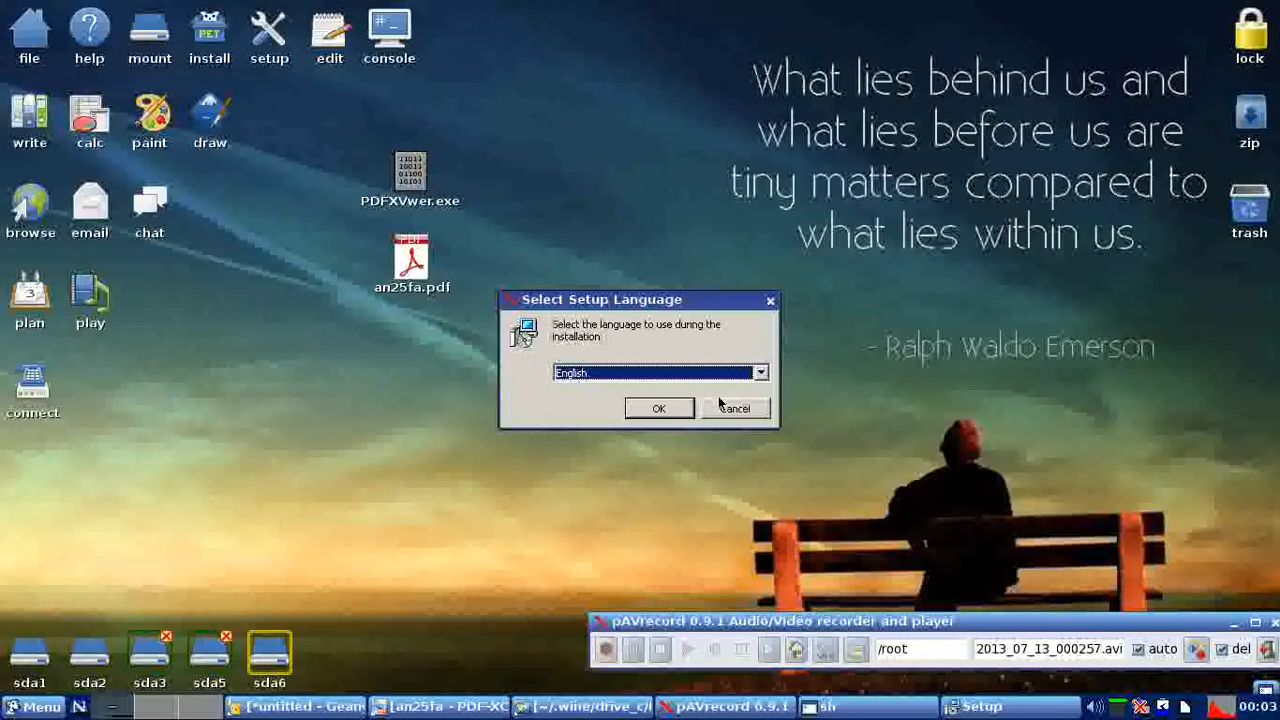 file
help
mount
install
setup
edit
console
lock
PET
What lies behind us and
what lies before us are
tiny matters compared to
what lies within us.
- Ralph Waldo Emerson
write
calc
paint
draw
zip
PDFXVwer.exe
browse
email
chat
trash
PDF
an25fa.pdf
3
plan
play
connect
Select Setup Language
Select the language to use during the
installation
English
OK
Cancel
pAVrecord 0.9.1 Audio/Video recorder and player
/root
2013_07_13_000257.avi
auto
del
sda1
sda2
sda3
sda5
sda6
Menu
[*untitled - Geany
[an25fa - PDF-XC
[~/.wine/drive_c/
pAVrecord 0.9.1
sh
Setup
00:03